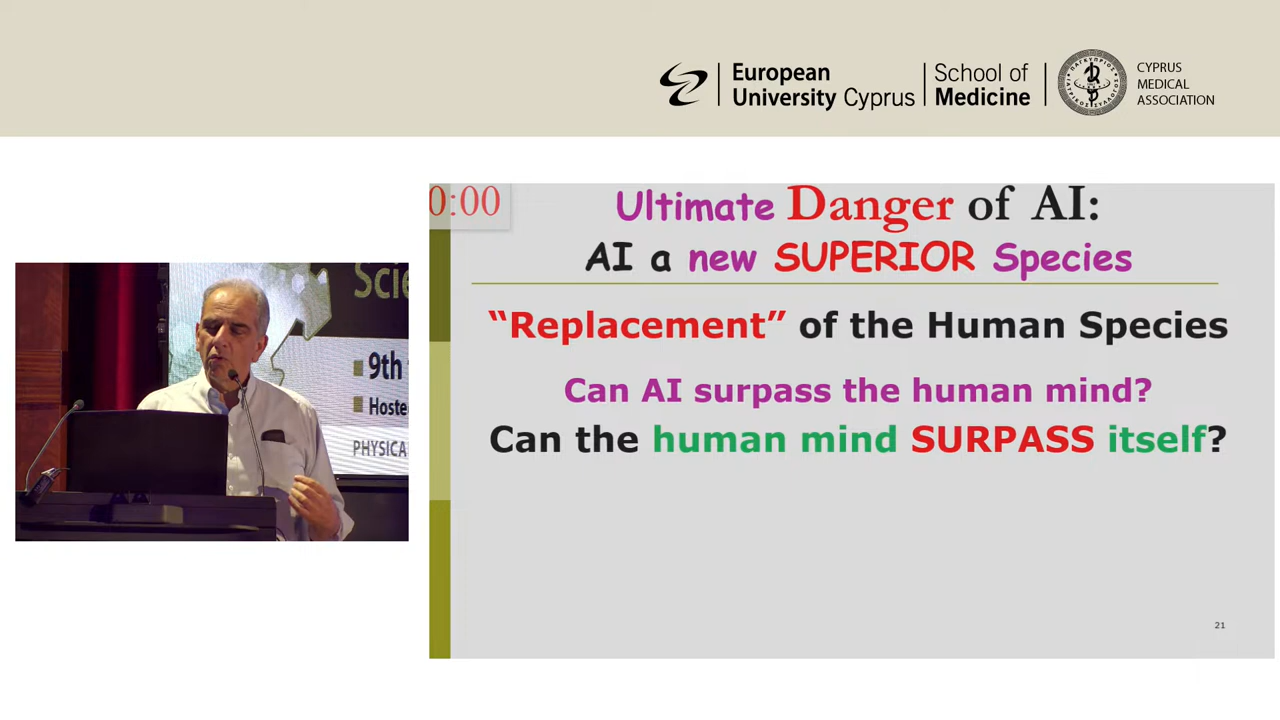 European
University Cyprus
School of
Medicine
CYPRUS
MEDICAL
ASSOCIATION
0:00
Ultimate Danger of AI:
AI a new SUPERIOR Species
“Replacement” of the Human Species
Can AI surpass the human mind?
Can the human mind SURPASS itself?
21
9th
Hoste
PHYSICA